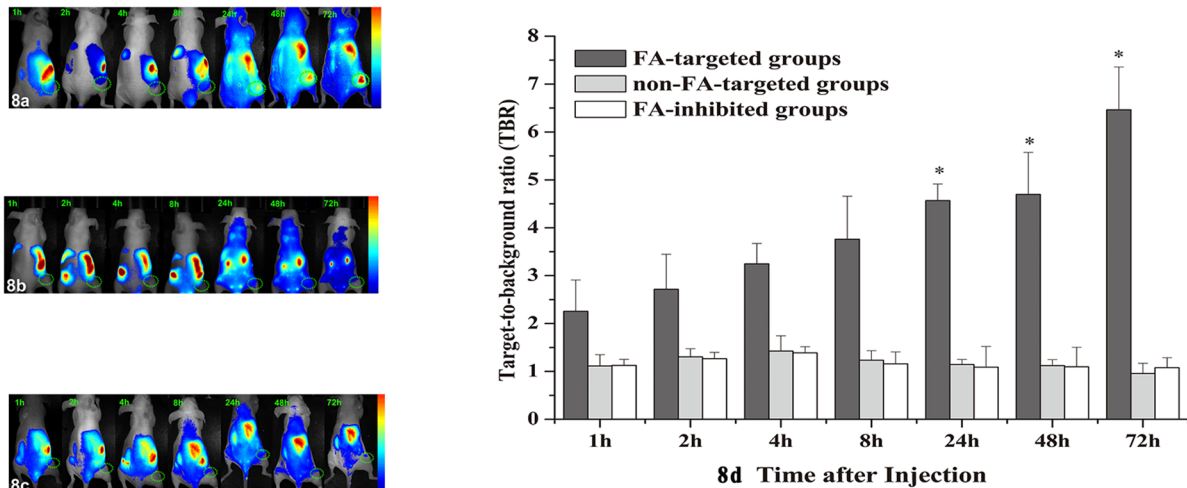 1h 2h 4h 8h 24h 48h 72h
8a
1h 2h 4h 8h 24h 48h 72h
8b
1h 2h 4h 8h 24h 48h 72h
8c
8
7
6
5
4
3
2
1
0
Target-to-background ratio (TBR)
FA-targeted groups
non-FA-targeted groups
FA-inhibited groups
* * *
1h 2h 4h 8h 24h 48h 72h
8d Time after Injection